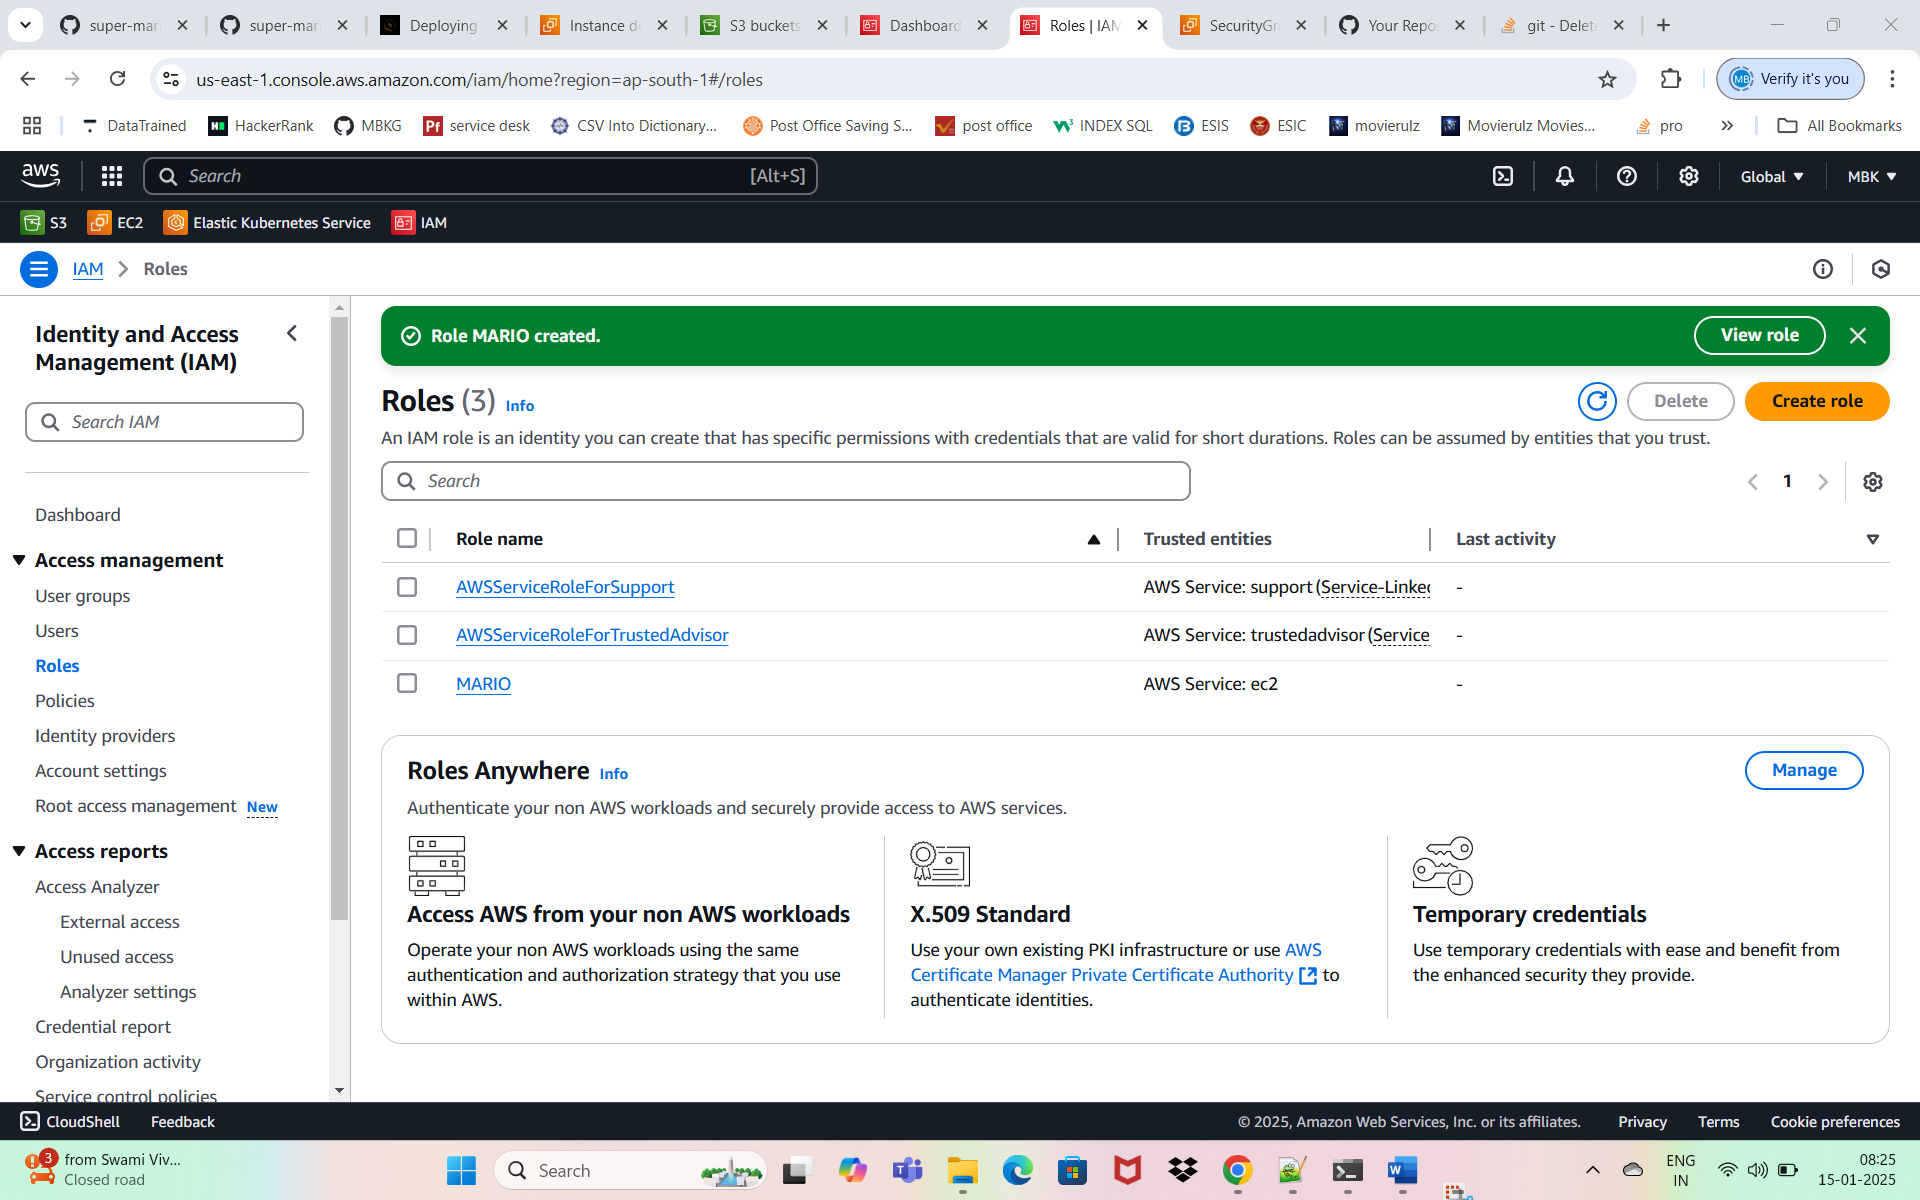 super-mari
super-mari
Deploying
Instance de
S3 buckets
Dashboard
Roles | IAM
SecurityGr
Your Repo
git - Delet
us-east-1.console.aws.amazon.com/iam/home?region=ap-south-1#/roles
MB
Verify it's you
DataTrained
HackerRank
MBKG
service desk
CSV Into Dictionary...
Post Office Saving S...
post office
INDEX SQL
ESIS
ESIC
movierulz
Movierulz Movies...
pro
All Bookmarks
aws
Search
[Alt+S]
Global
MBK
S3
EC2
Elastic Kubernetes Service
IAM
IAM
Roles
Identity and Access
Management (IAM)
Search IAM
Dashboard
Access management
User groups
Users
Roles
Policies
Identity providers
Account settings
Root access management New
Access reports
Access Analyzer
External access
Unused access
Analyzer settings
Credential report
Organization activity
Service control policies
Role MARIO created.
View role
Roles (3) Info
Delete
Create role
An IAM role is an identity you can create that has specific permissions with credentials that are valid for short durations. Roles can be assumed by entities that you trust.
Search
1
Role name
Trusted entities
Last activity
AWSServiceRoleForSupport
AWS Service: support (Service-Linked
-
AWSServiceRoleForTrustedAdvisor
AWS Service: trustedadvisor (Service
-
MARIO
AWS Service: ec2
-
Roles Anywhere Info
Manage
Authenticate your non AWS workloads and securely provide access to AWS services.
Access AWS from your non AWS workloads
Operate your non AWS workloads using the same
authentication and authorization strategy that you use
within AWS.
X.509 Standard
Use your own existing PKI infrastructure or use AWS
Certificate Manager Private Certificate Authority to
authenticate identities.
Temporary credentials
Use temporary credentials with ease and benefit from
the enhanced security they provide.
CloudShell
Feedback
© 2025, Amazon Web Services, Inc. or its affiliates.
Privacy
Terms
Cookie preferences
3
from Swami Viv...
Closed road
Search
ENG
IN
08:25
15-01-2025